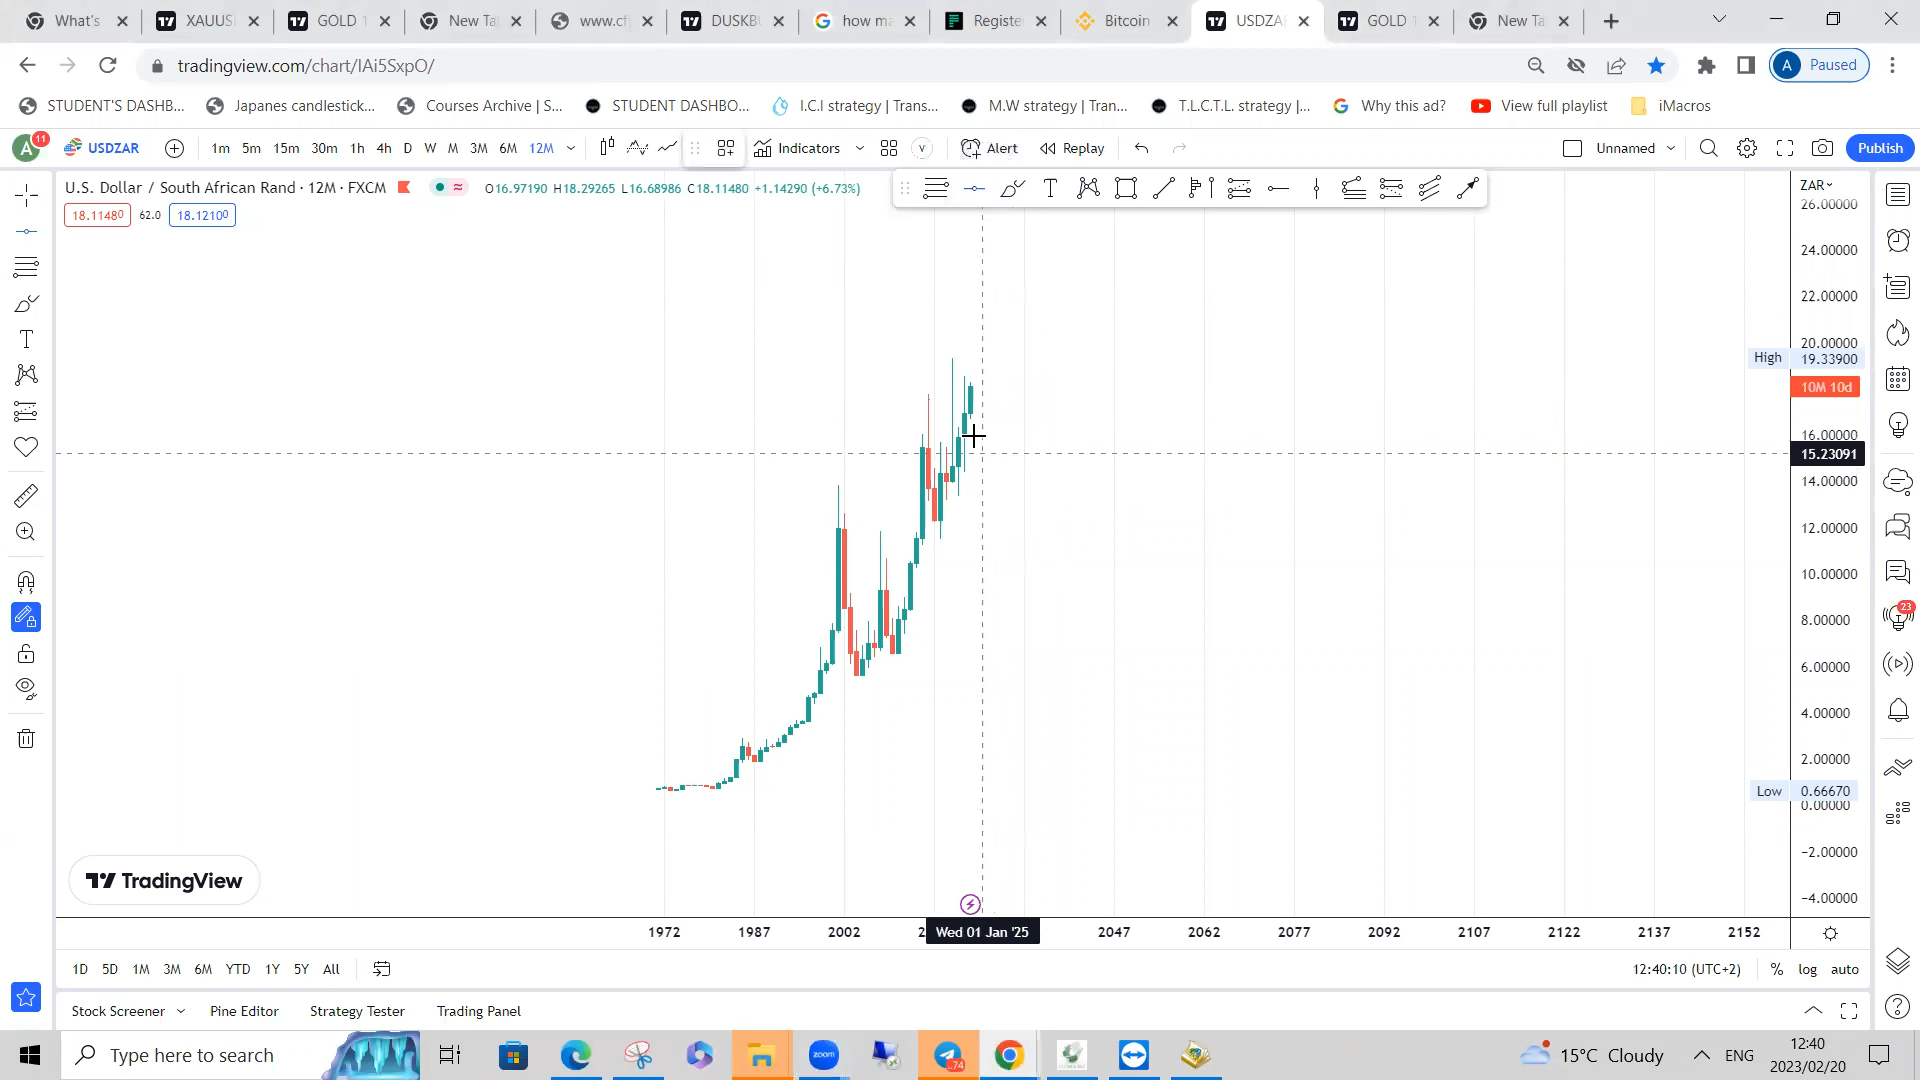 What's
XAUUS
GOLD 1
New Ta
www.cf
DUSKB
how ma
Registe
Bitcoin
USDZA
GOLD 1
New Ta
tradingview.com/chart/IAi5SxpO/
A Paused
STUDENT'S DASHB...
Japanes candlestick...
Courses Archive | S...
STUDENT DASHBO...
I.C.I strategy | Trans...
M.W strategy | Tran...
T.L.C.T.L. strategy |...
Why this ad?
View full playlist
iMacros
A 11 USDZAR 1m 5m 15m 30m 1h 4h D W M 3M 6M 12M Indicators V Alert Replay Unnamed Publish
U.S. Dollar / South African Rand · 12M · FXCM O16.97190 H18.29265 L16.68986 C18.11480 +1.14290 (+6.73%)
18.11480 62.0 18.12100
ZAR
26.00000
24.00000
22.00000
20.00000
High 19.33900
10M 10d
16.00000
15.23091
14.00000
12.00000
10.00000
8.00000
6.00000
4.00000
2.00000
Low 0.66670
0.00000
−2.00000
−4.00000
23
TradingView
1972 1987 2002 2 Wed 01 Jan '25 2047 2062 2077 2092 2107 2122 2137 2152
1D 5D 1M 3M 6M YTD 1Y 5Y All 12:40:10 (UTC+2) % log auto
Stock Screener Pine Editor Strategy Tester Trading Panel
Type here to search
zoom
74
15°C Cloudy
ENG
12:40
2023/02/20